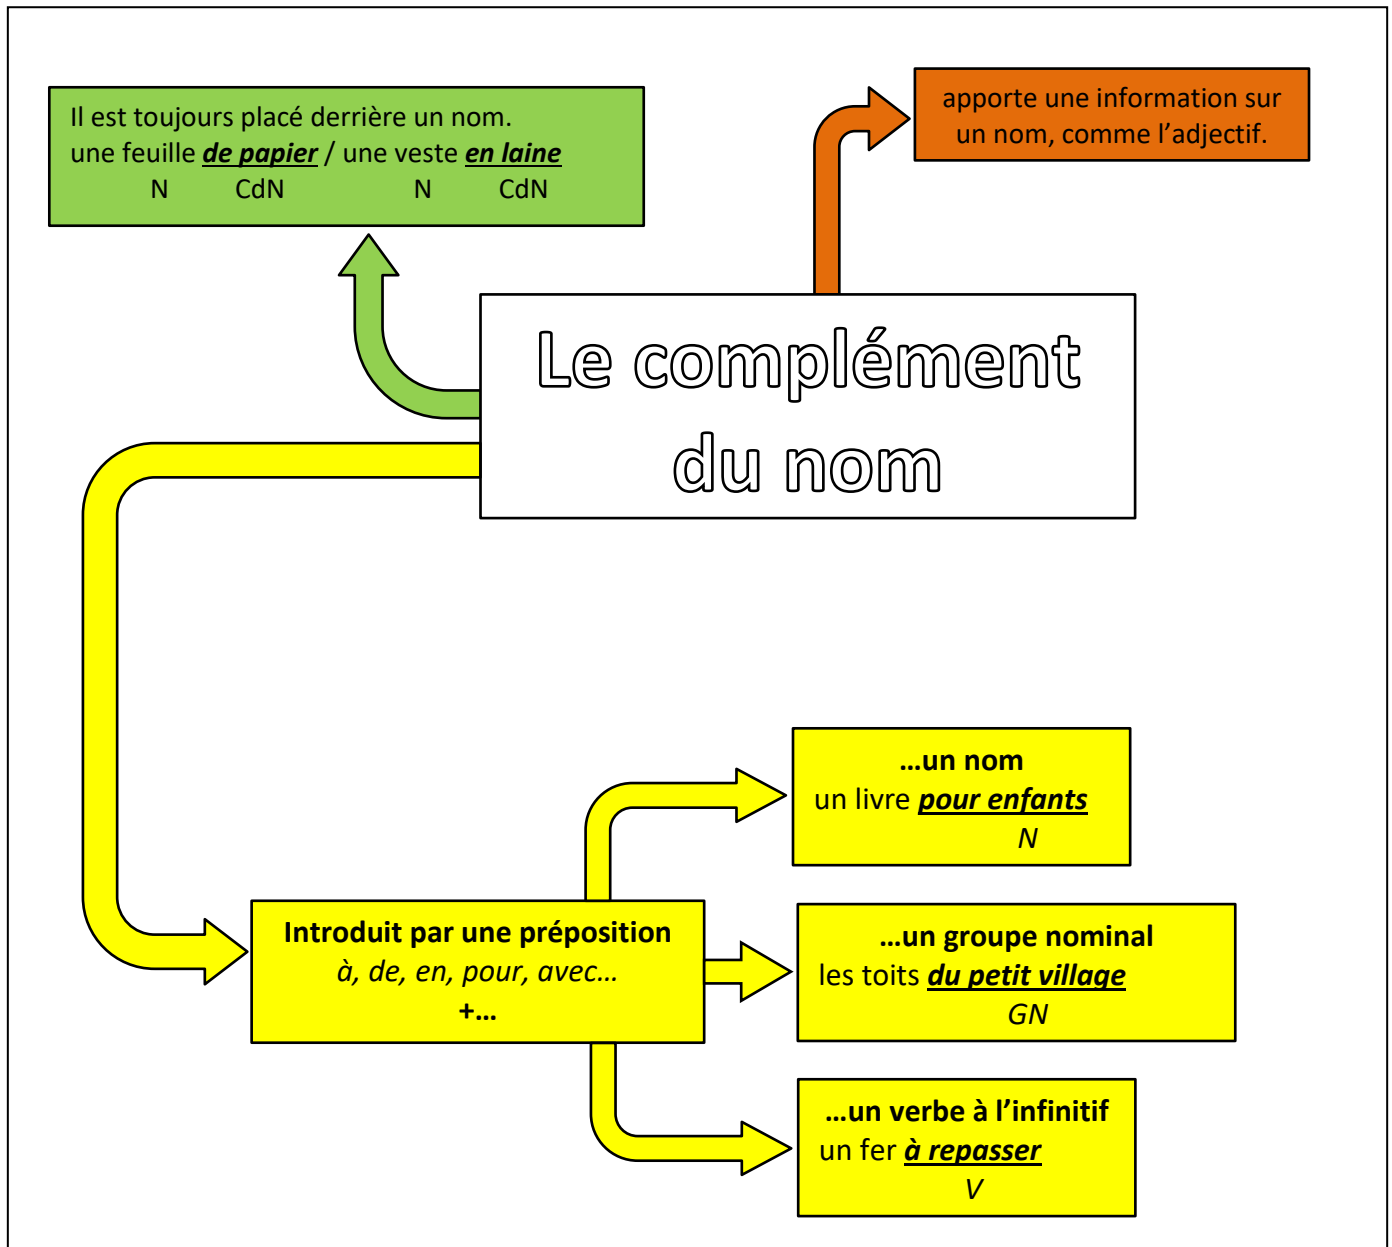 Il est toujours placé derrière un nom.
une feuille de papier / une veste en laine
N CdN N CdN
apporte une information sur
un nom, comme l’adjectif.
Le complément
du nom
Introduit par une préposition
à, de, en, pour, avec…
+…
…un nom
un livre pour enfants
N
…un groupe nominal
les toits du petit village
GN
…un verbe à l’infinitif
un fer à repasser
V